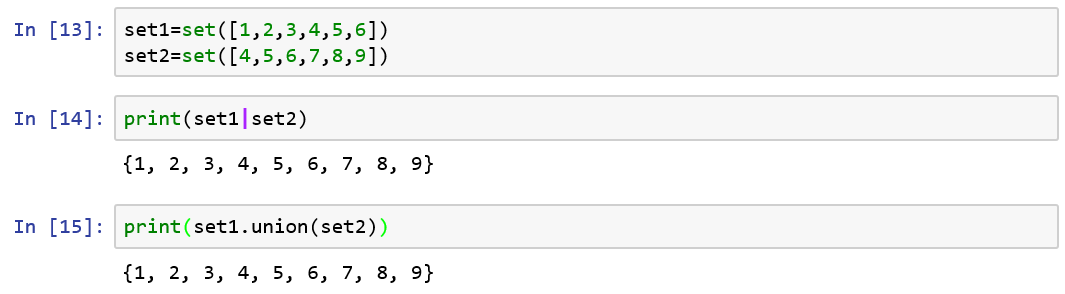 In [13]: set1=set([1,2,3,4,5,6])
set2=set([4,5,6,7,8,9])
In [14]: print(set1|set2)
{1, 2, 3, 4, 5, 6, 7, 8, 9}
In [15]: print(set1.union(set2))
{1, 2, 3, 4, 5, 6, 7, 8, 9}